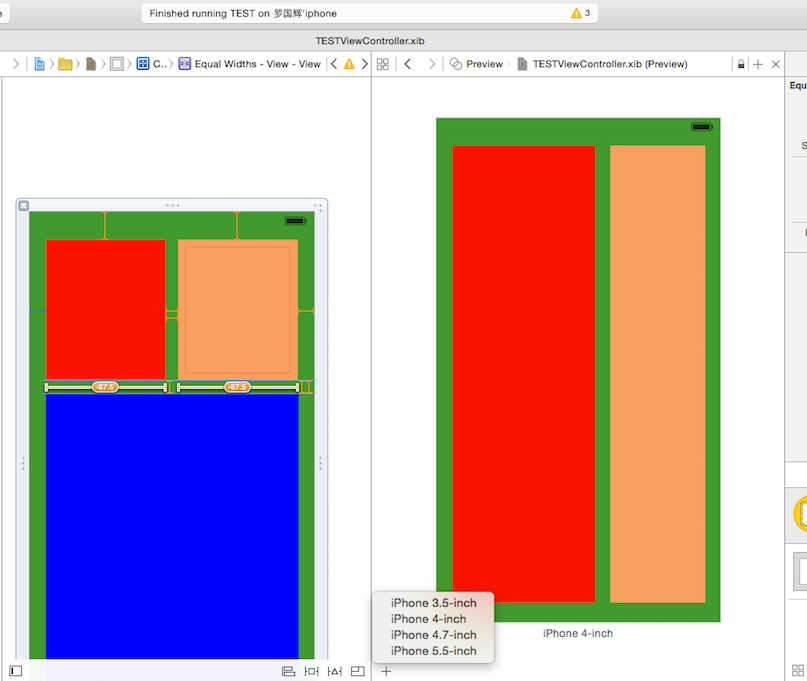 Finished running TEST on 罗国辉'iphone
3
TESTViewController.xib
C..
Equal Widths - View - View
Preview
TESTViewController.xib (Preview)
Equ
S
-67.5
-67.5
iPhone 3.5-inch
iPhone 4-inch
iPhone 4.7-inch
iPhone 5.5-inch
iPhone 4-inch